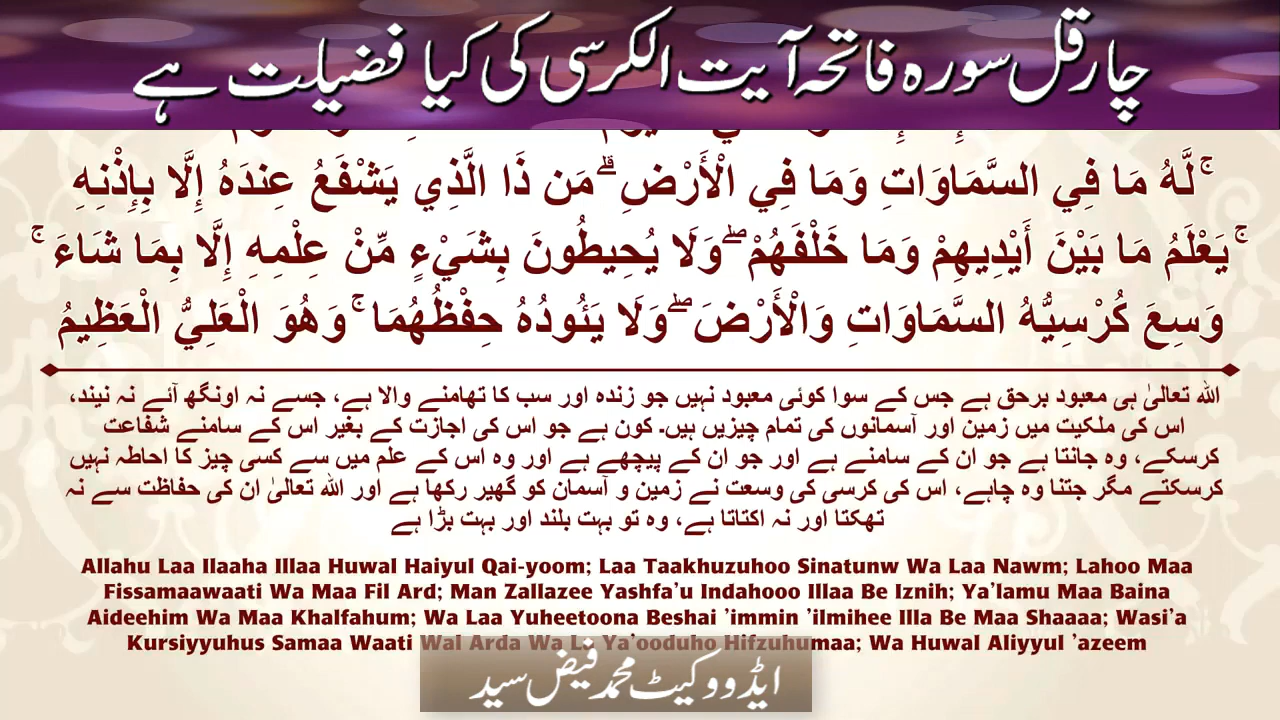 چار قل سورہ فاتحہ آیت الکرسی کی کیا فضیلت ہے
ۚ لَّهُ مَا فِي السَّمَاوَاتِ وَمَا فِي الْأَرْضِ ۗ مَن ذَا الَّذِي يَشْفَعُ عِندَهُ إِلَّا بِإِذْنِهِ
ۚ يَعْلَمُ مَا بَيْنَ أَيْدِيهِمْ وَمَا خَلْفَهُمْ ۖ وَلَا يُحِيطُونَ بِشَيْءٍ مِّنْ عِلْمِهِ إِلَّا بِمَا شَاءَ ۚ
وَسِعَ كُرْسِيُّهُ السَّمَاوَاتِ وَالْأَرْضَ ۖ وَلَا يَئُودُهُ حِفْظُهُمَا ۚ وَهُوَ الْعَلِيُّ الْعَظِيمُ
اللہ تعالیٰ ہی معبود برحق ہے جس کے سوا کوئی معبود نہیں جو زندہ اور سب کا تھامنے والا ہے، جسے نہ اونگھ آئے نہ نیند،
اس کی ملکیت میں زمین اور آسمانوں کی تمام چیزیں ہیں۔ کون ہے جو اس کی اجازت کے بغیر اس کے سامنے شفاعت
کرسکے، وہ جانتا ہے جو ان کے سامنے ہے اور جو ان کے پیچھے ہے اور وہ اس کے علم میں سے کسی چیز کا احاطہ نہیں
کرسکتے مگر جتنا وہ چاہے، اس کی کرسی کی وسعت نے زمین و آسمان کو گھیر رکھا ہے اور اللہ تعالیٰ ان کی حفاظت سے نہ
تھکتا اور نہ اکتاتا ہے، وہ تو بہت بلند اور بہت بڑا ہے
Allahu Laa Ilaaha Illaa Huwal Haiyul Qai-yoom; Laa Taakhuzuhoo Sinatunw Wa Laa Nawm; Lahoo Maa
Fissamaawaati Wa Maa Fil Ard; Man Zallazee Yashfa’u Indahooo Illaa Be Iznih; Ya’lamu Maa Baina
Aideehim Wa Maa Khalfahum; Wa Laa Yuheetoona Beshai ’immin ’ilmihee Illa Be Maa Shaaaa; Wasi’a
Kursiyyuhus Samaa Waati Wal Arda Wa La Ya’ooduho Hifzuhumaa; Wa Huwal Aliyyul ’azeem
ایڈووکیٹ محمد فیض سید